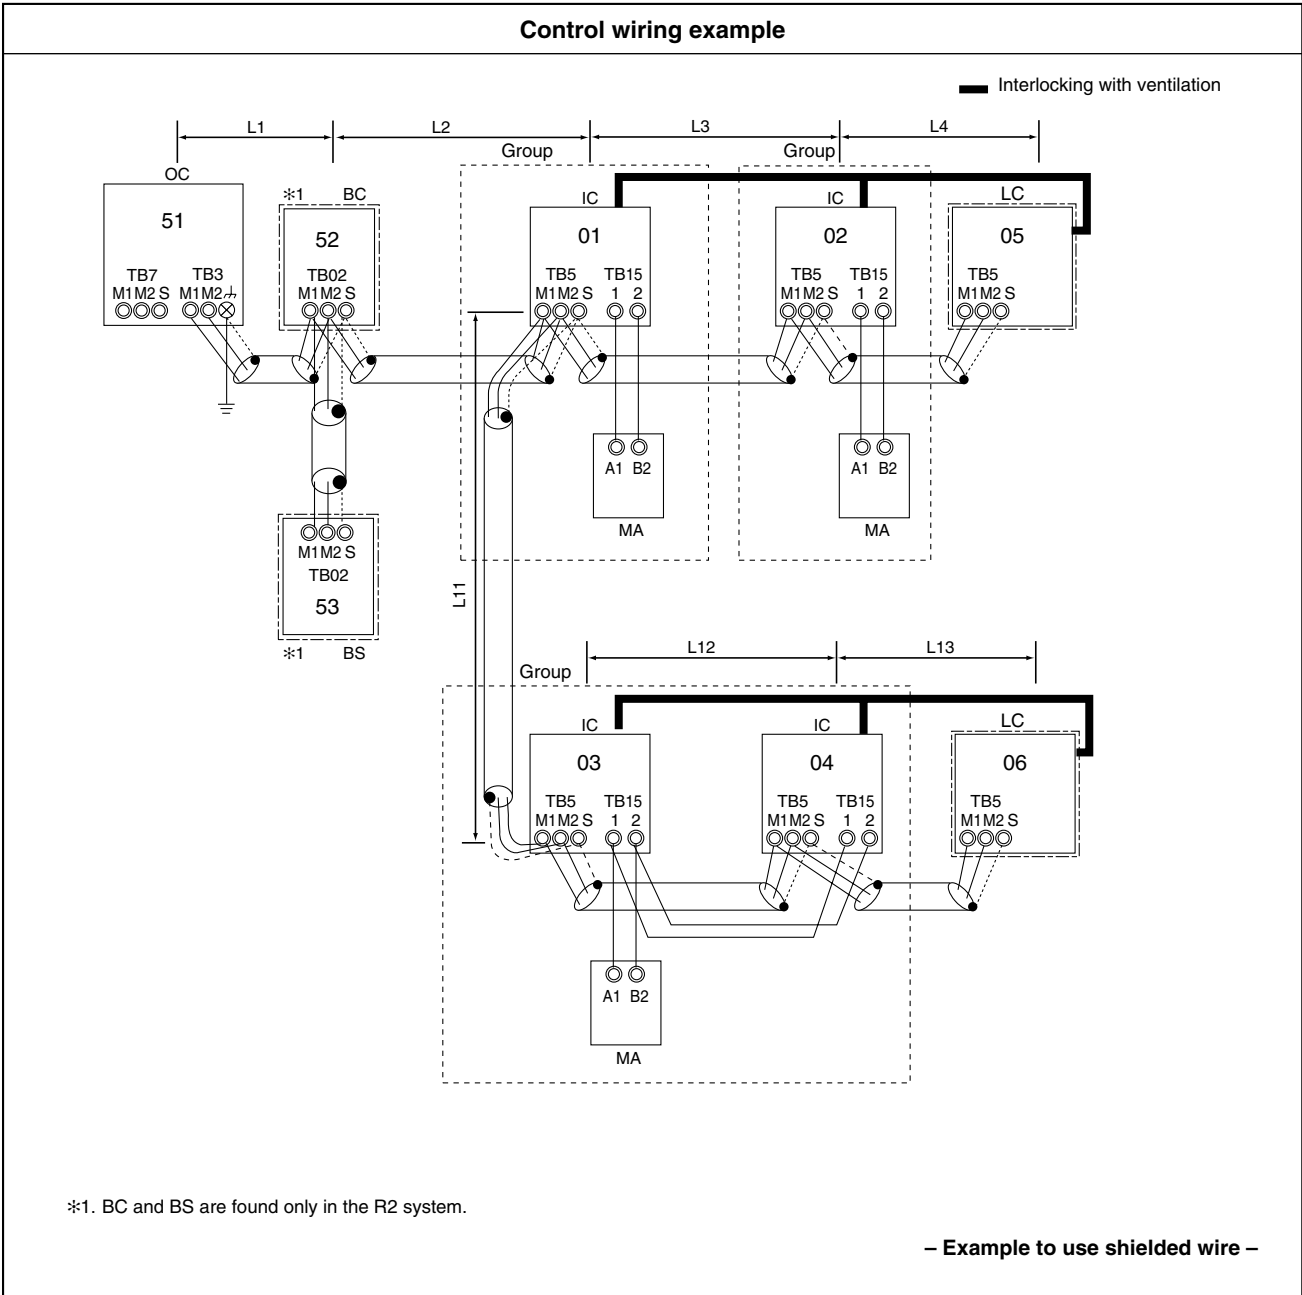 Control wiring example
Interlocking with ventilation
L1 L2 L3 L4
Group Group
OC
51
TB7 TB3
M1 M2 S M1 M2
*1 BC
52
TB02
M1 M2 S
IC
01
TB5 TB15
M1 M2 S 1 2
IC
02
TB5 TB15
M1 M2 S 1 2
LC
05
TB5
M1 M2 S
A1 B2
MA
A1 B2
MA
M1 M2 S
TB02
53
*1 BS
L11
L12 L13
Group
IC
03
TB5 TB15
M1 M2 S 1 2
IC
04
TB5 TB15
M1 M2 S 1 2
LC
06
TB5
M1 M2 S
A1 B2
MA
*1. BC and BS are found only in the R2 system.
– Example to use shielded wire –